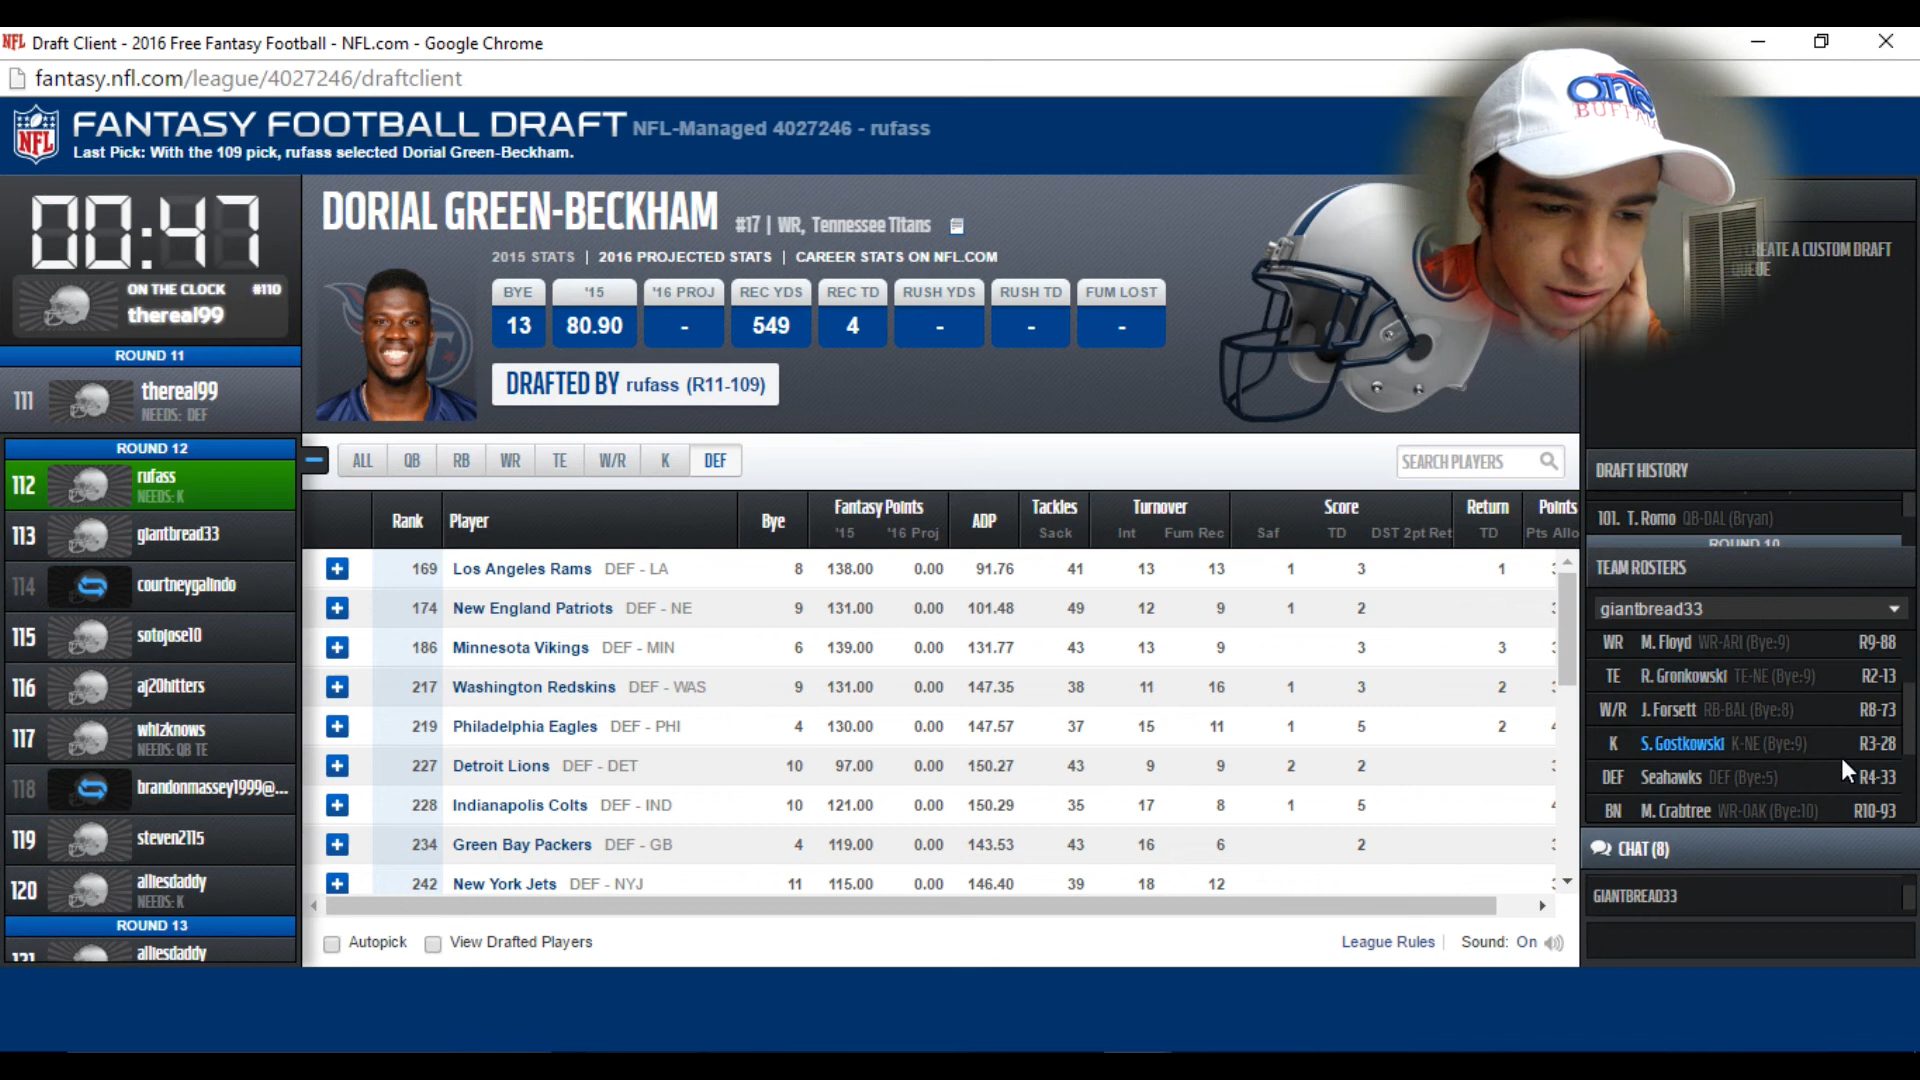 NFL Draft Client - 2016 Free Fantasy Football - NFL.com - Google Chrome
fantasy.nfl.com/league/4027246/draftclient
NFL
FANTASY FOOTBALL DRAFT NFL-Managed 4027246 - rufass
Last Pick: With the 109 pick, rufass selected Dorial Green-Beckham.
one
BUFFALO
00:47
ON THE CLOCK #110
thereal99
ROUND 11
111 thereal99
NEEDS: DEF
ROUND 12
112 rufass
NEEDS: K
113 giantbread33
114 courtneygalindo
115 sotojose10
116 aj20hitters
117 whizknows
NEEDS: QB TE
118 brandonmassey1999@...
119 steven2115
120 alliesdaddy
NEEDS: K
ROUND 13
121 alliesdaddy
DORIAL GREEN-BECKHAM #17 | WR, Tennessee Titans
2015 STATS | 2016 PROJECTED STATS | CAREER STATS ON NFL.COM
BYE '15 '16 PROJ REC YDS REC TD RUSH YDS RUSH TD FUM LOST
13 80.90 - 549 4 - - -
DRAFTED BY rufass (R11-109)
ALL QB RB WR TE W/R K DEF
SEARCH PLAYERS
Rank Player Bye Fantasy Points ADP Tackles Turnover Score Return Points
'15 '16 Proj Sack Int Fum Rec Saf TD DST 2pt Ret TD Pts Allo
169 Los Angeles Rams DEF - LA 8 138.00 0.00 91.76 41 13 13 1 3 1
174 New England Patriots DEF - NE 9 131.00 0.00 101.48 49 12 9 1 2
186 Minnesota Vikings DEF - MIN 6 139.00 0.00 131.77 43 13 9 3 3
217 Washington Redskins DEF - WAS 9 131.00 0.00 147.35 38 11 16 1 3 2
219 Philadelphia Eagles DEF - PHI 4 130.00 0.00 147.57 37 15 11 1 5 2
227 Detroit Lions DEF - DET 10 97.00 0.00 150.27 43 9 9 2 2
228 Indianapolis Colts DEF - IND 10 121.00 0.00 150.29 35 17 8 1 5
234 Green Bay Packers DEF - GB 4 119.00 0.00 143.53 43 16 6 2
242 New York Jets DEF - NYJ 11 115.00 0.00 146.40 39 18 12
Autopick View Drafted Players
League Rules | Sound: On
CREATE A CUSTOM DRAFT
QUEUE
DRAFT HISTORY
101. T. Romo QB-DAL (Bryan)
ROUND 10
TEAM ROSTERS
giantbread33
WR M. Floyd WR-ARI (Bye:9) R9-88
TE R. Gronkowski TE-NE (Bye:9) R2-13
W/R J. Forsett RB-BAL (Bye:8) R8-73
K S. Gostkowski K-NE (Bye:9) R3-28
DEF Seahawks DEF (Bye:5) R4-33
BN M. Crabtree WR-OAK (Bye:10) R10-93
CHAT (8)
GIANTBREAD33